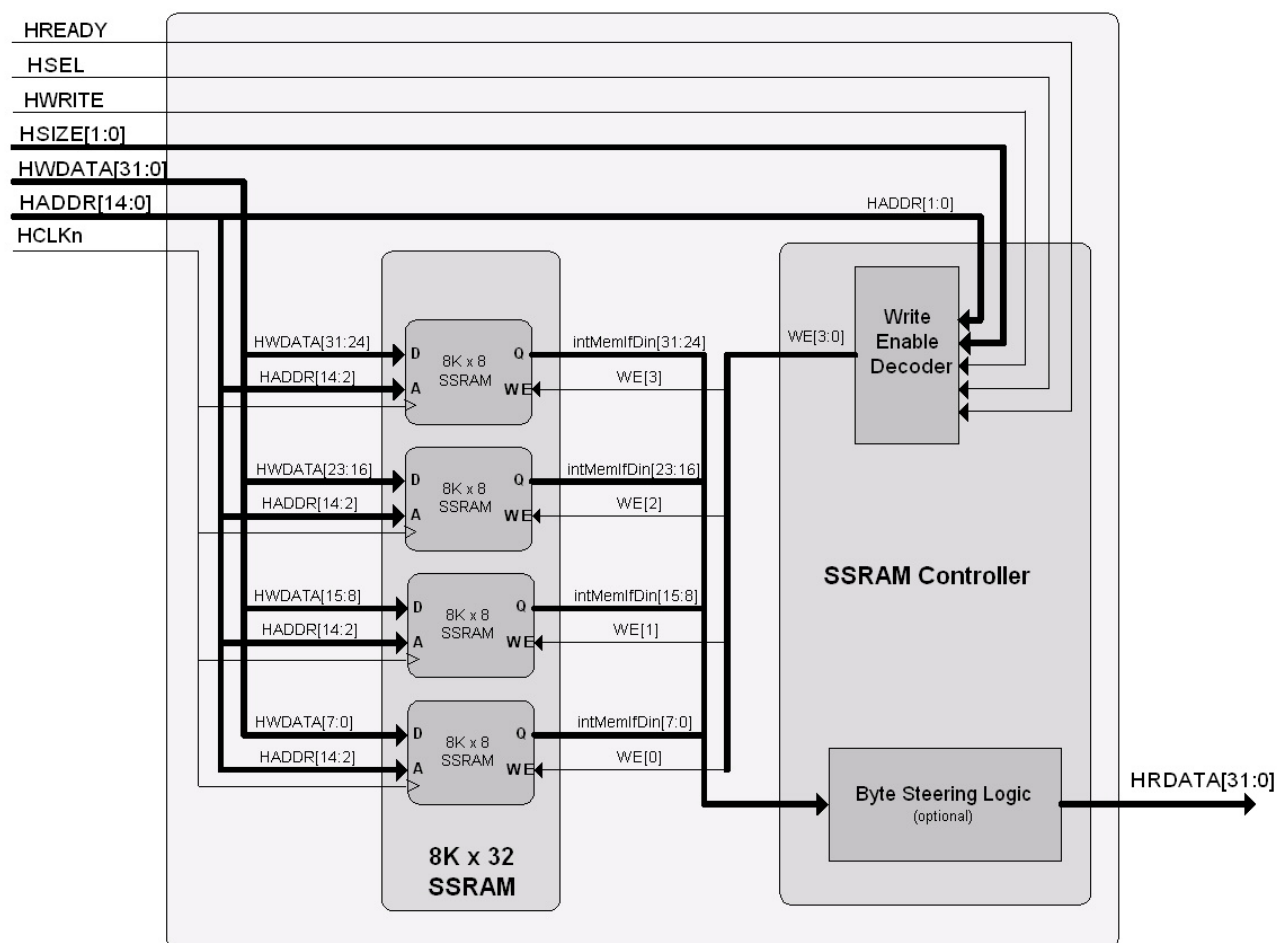 HREADY
HSEL
HWRITE
HSIZE[1:0]
HWDATA[31:0]
HADDR[14:0]
HADDR[1:0]
HCLKn
Write
Enable
Decoder
WE[3:0]
HWDATA[31:24]
D
Q
8K x 8
SSRAM
intMemIfDin[31:24]
HADDR[14:2]
A
WE
WE[3]
HWDATA[23:16]
D
Q
8K x 8
SSRAM
intMemIfDin[23:16]
HADDR[14:2]
A
WE
WE[2]
SSRAM Controller
HWDATA[15:8]
D
Q
8K x 8
SSRAM
intMemIfDin[15:8]
HADDR[14:2]
A
WE
WE[1]
HWDATA[7:0]
D
Q
8K x 8
SSRAM
intMemIfDin[7:0]
HADDR[14:2]
A
WE
WE[0]
Byte Steering Logic
(optional)
HRDATA[31:0]
8K x 32
SSRAM